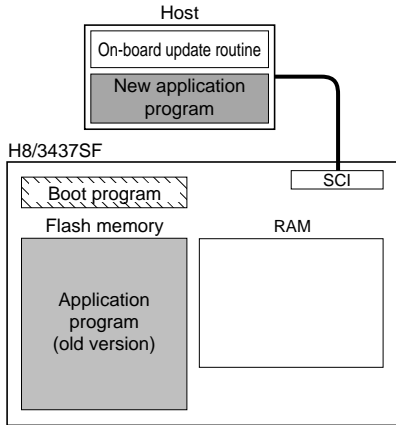 Host
On-board update routine
New application
program
H8/3437SF
SCI
Boot program
Flash memory
RAM
Application
program
(old version)